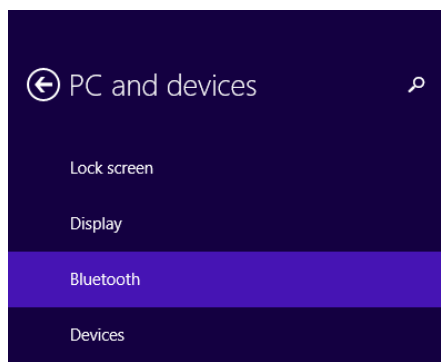 PC and devices
Lock screen
Display
Bluetooth
Devices